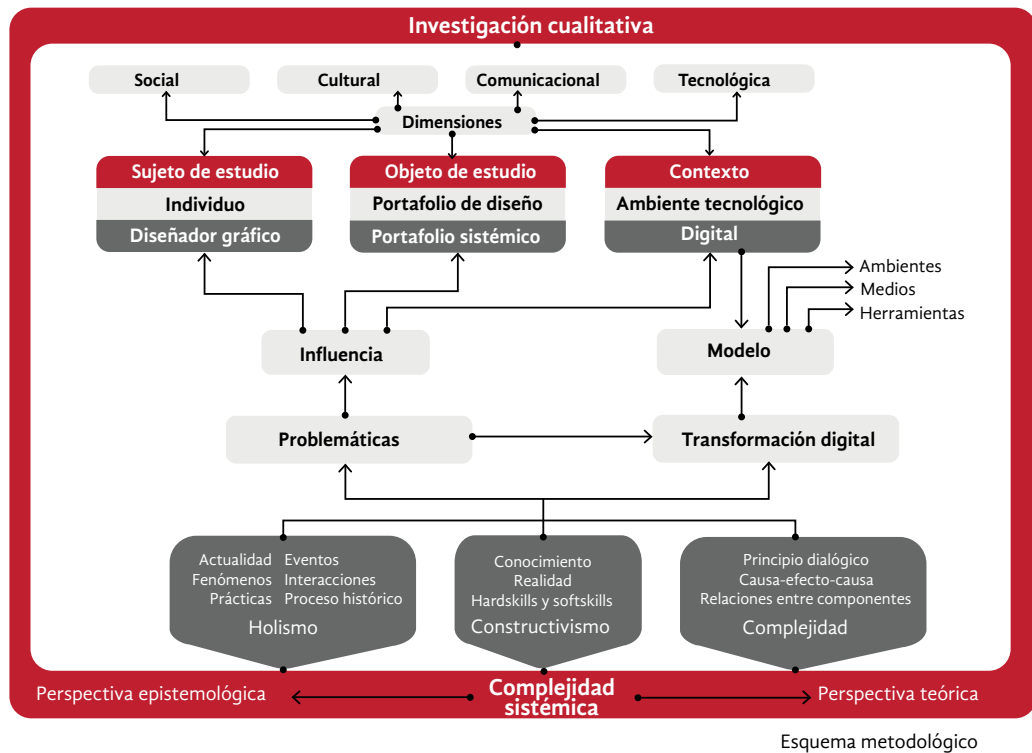 Investigación cualitativa
Social
Cultural
Comunicacional
Tecnológica
Dimensiones
Sujeto de estudio
Individuo
Diseñador gráfico
Objeto de estudio
Portafolio de diseño
Portafolio sistémico
Contexto
Ambiente tecnológico
Digital
Ambientes
Medios
Herramientas
Influencia
Modelo
Problemáticas
Transformación digital
Actualidad Eventos
Fenómenos Interacciones
Prácticas Proceso histórico
Holismo
Conocimiento
Realidad
Hardskills y softskills
Constructivismo
Principio dialógico
Causa-efecto-causa
Relaciones entre componentes
Complejidad
Perspectiva epistemológica
Complejidad
sistémica
Perspectiva teórica
Esquema metodológico